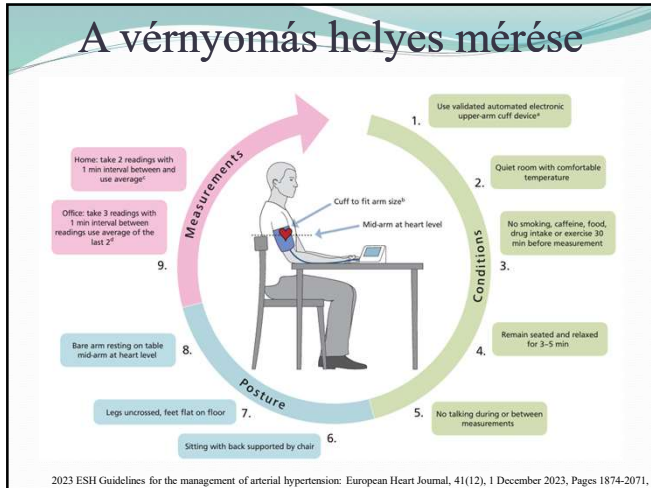 A vérnyomás helyes mérése
1.
Use validated automated electronic
upper-arm cuff deviceᵃ
2.
Quiet room with comfortable
temperature
No smoking, caffeine, food,
drug intake or exercise 30
min before measurement
3.
Conditions
4.
Remain seated and relaxed
for 3–5 min
5.
No talking during or between
measurements
6.
Sitting with back supported by chair
7.
Legs uncrossed, feet flat on floor
Posture
8.
Bare arm resting on table
mid-arm at heart level
9.
Office: take 3 readings with
1 min interval between
readings use average of the
last 2ᵈ
Home: take 2 readings with
1 min interval between and
use averageᶜ
Measurements
Cuff to fit arm sizeᵇ
Mid-arm at heart level
2023 ESH Guidelines for the management of arterial hypertension: European Heart Journal, 41(12), 1 December 2023, Pages 1874-2071,